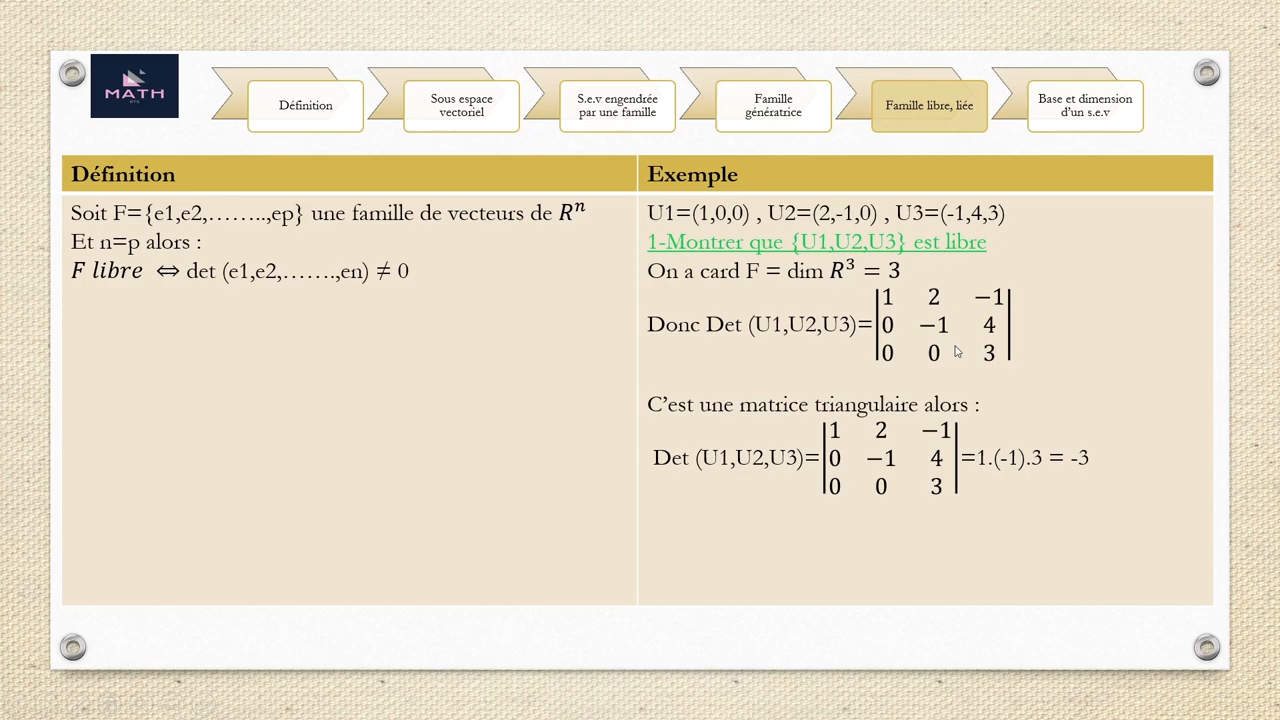 MATH
BTS
Définition
Sous espace
vectoriel
S.e.v engendrée
par une famille
Famille
génératrice
Famille libre, liée
Base et dimension
d'un s.e.v
Définition
Soit F={e1,e2,……..,ep} une famille de vecteurs de 𝑅ⁿ
Et n=p alors :
𝐹 𝑙𝑖𝑏𝑟𝑒 ⇔ det (e1,e2,…….,en) ≠ 0
Exemple
U1=(1,0,0) , U2=(2,-1,0) , U3=(-1,4,3)
1-Montrer que {U1,U2,U3} est libre
On a card F = dim 𝑅³ = 3
|1 2 −1|
Donc Det (U1,U2,U3)=|0 −1 4|
|0 0 3|
C'est une matrice triangulaire alors :
|1 2 −1|
Det (U1,U2,U3)=|0 −1 4|=1.(-1).3 = -3
|0 0 3|